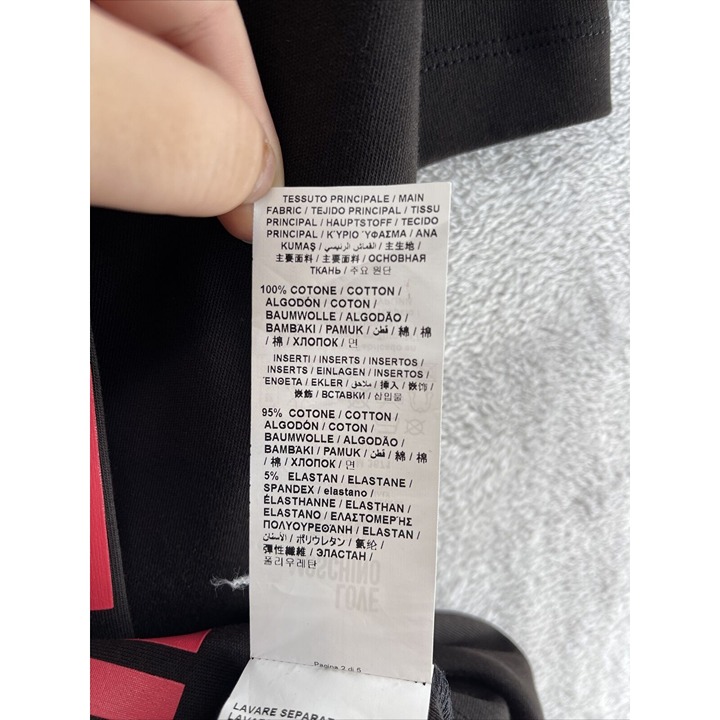 TESSUTO PRINCIPALE / MAIN
FABRIC / TEJIDO PRINCIPAL / TISSU
PRINCIPAL / HAUPTSTOFF / TECIDO
PRINCIPAL / ΚΎΡΙΟ ΎΦΑΣΜΑ / ANA
KUMAŞ / القماش الرئيسي / 主生地 /
主要面料 / 主要面料 / ОСНОВНАЯ
ТКАНЬ / 주요 원단
100% COTONE / COTTON /
ALGODÓN / COTON /
BAUMWOLLE / ALGODÃO /
ΒΑΜΒΑΚΙ / PAMUK / قطن / 綿 / 棉
/ 棉 / ХЛОПОК / 면
INSERTI / INSERTS / INSERTOS /
INSERTS / EINLAGEN / INSERTOS /
ΈΝΘΕΤΑ / EKLER / ملاحق / 挿入 / 嵌饰 /
嵌飾 / ВСТАВКИ / 삽입물
95% COTONE / COTTON /
ALGODÓN / COTON /
BAUMWOLLE / ALGODÃO /
ΒΑΜΒΑΚΙ / PAMUK / قطن / 綿 / 棉
/ 棉 / ХЛОПОК / 면
5% ELASTAN / ELASTANE /
SPANDEX / elastano /
ÉLASTHANNE / ELASTHAN /
ELASTANO / ΕΛΑΣΤΟΜΕΡΉΣ /
ΠΟΛΥΟΥΡΕΘΆΝΗ / ELASTAN /
الأستان / ポリウレタン / 氨纶 /
彈性纖維 / ЭЛАСТАН /
폴리우레탄
MOSCHINO
LOVE
Pagina 2 di 5
LAVARE SEPARAT